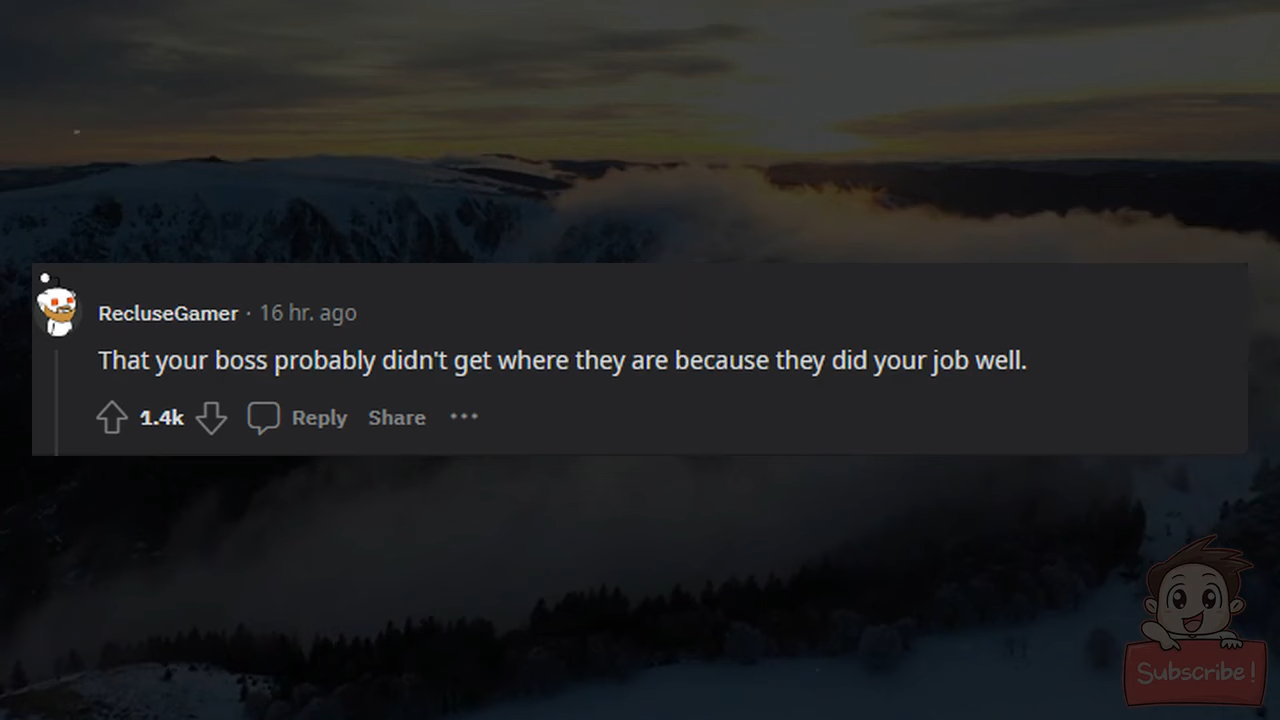 RecluseGamer · 16 hr. ago
That your boss probably didn't get where they are because they did your job well.
1.4k Reply Share ···
Subscribe!